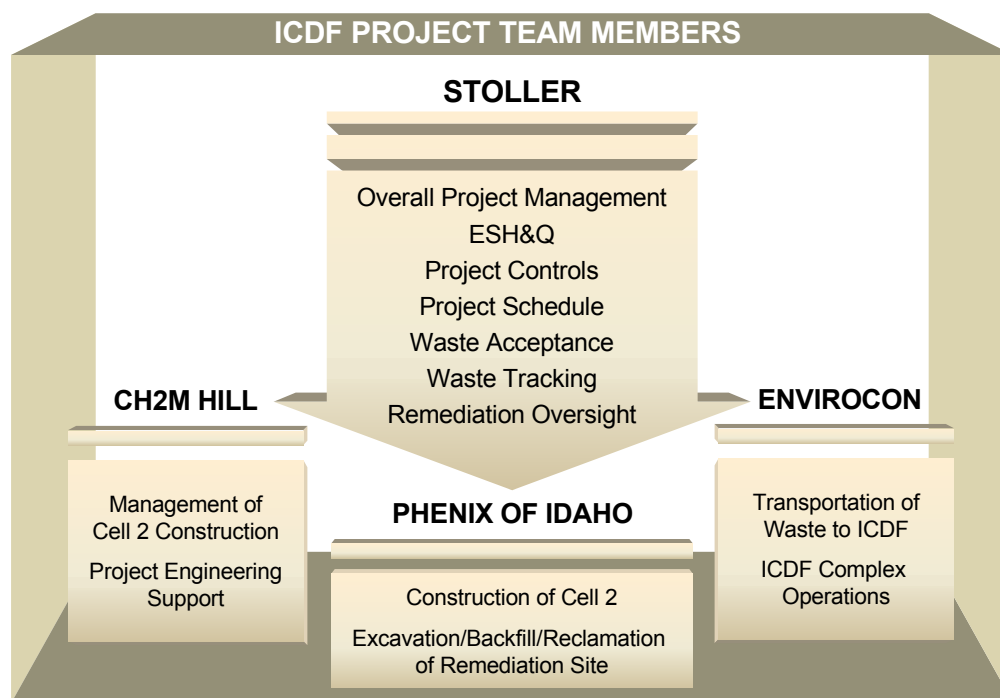 ICDF PROJECT TEAM MEMBERS
STOLLER
Overall Project Management
ESH&Q
Project Controls
Project Schedule
Waste Acceptance
Waste Tracking
Remediation Oversight
CH2M HILL
Management of
Cell 2 Construction
Project Engineering
Support
PHENIX OF IDAHO
Construction of Cell 2
Excavation/Backfill/Reclamation
of Remediation Site
ENVIROCON
Transportation of
Waste to ICDF
ICDF Complex
Operations